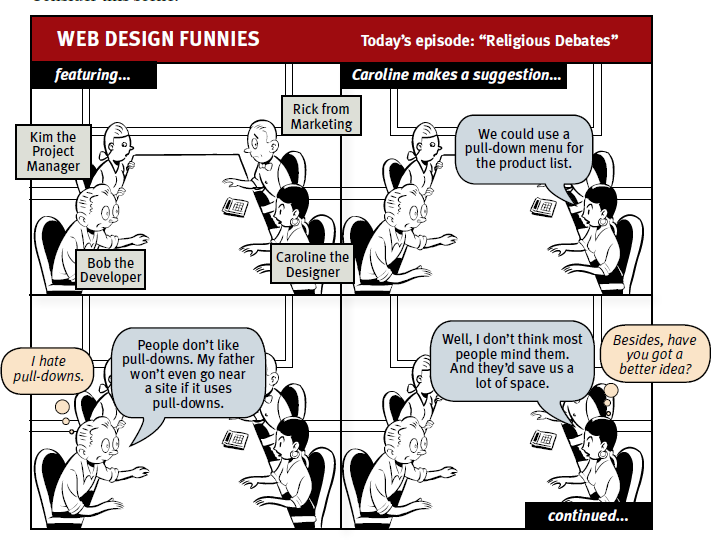 WEB DESIGN FUNNIES
Today's episode: “Religious Debates”
featuring...
Kim the
Project
Manager
Rick from
Marketing
Bob the
Developer
Caroline the
Designer
Caroline makes a suggestion...
We could use a
pull-down menu for
the product list.
I hate
pull-downs.
People don't like
pull-downs. My father
won't even go near
a site if it uses
pull-downs.
Well, I don't think most
people mind them.
And they'd save us a
lot of space.
Besides, have
you got a
better idea?
continued...